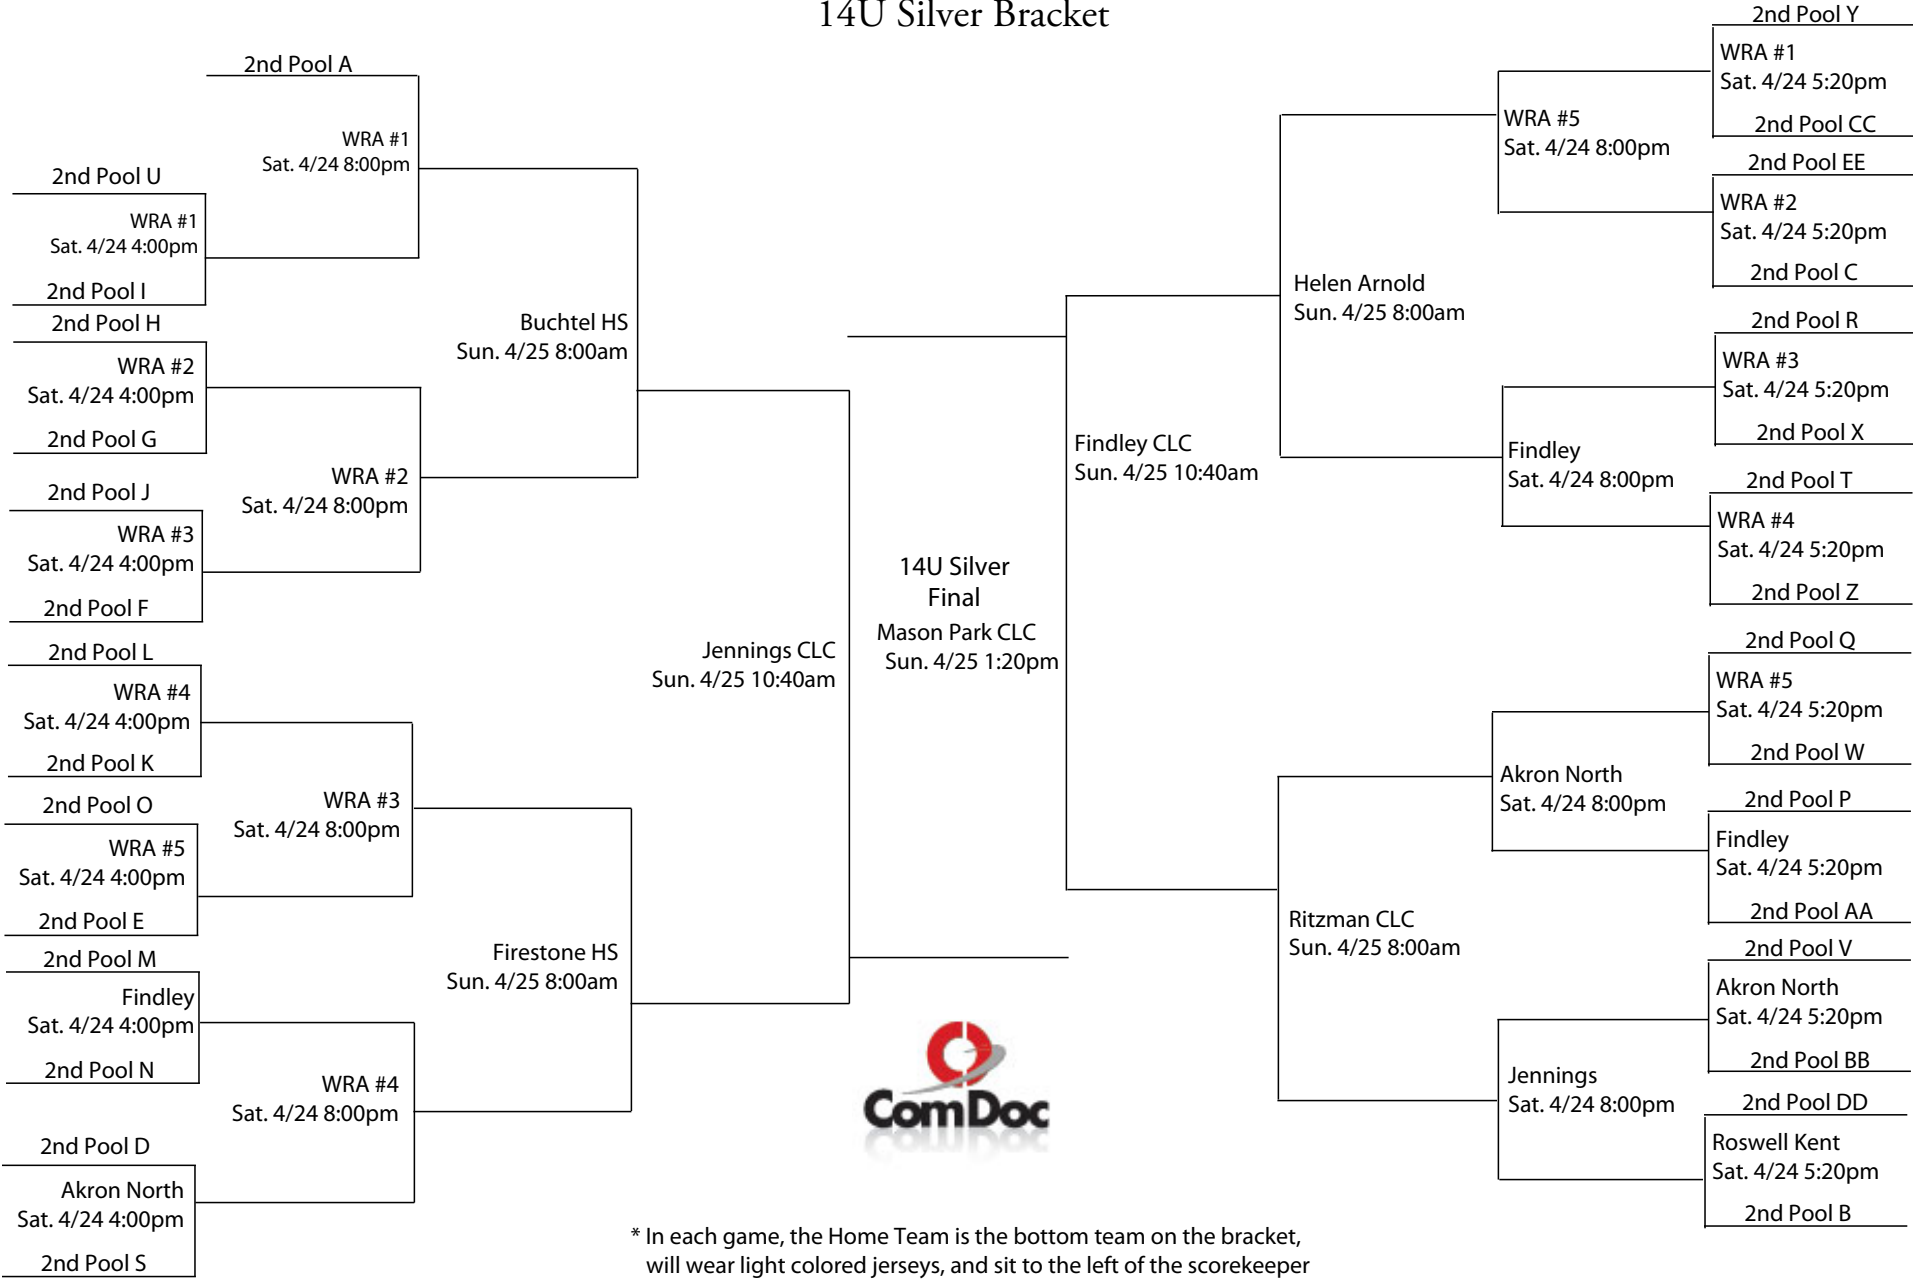 14U Silver Bracket
2nd Pool A
WRA #1
Sat. 4/24 8:00pm
2nd Pool U
WRA #1
Sat. 4/24 4:00pm
2nd Pool I
2nd Pool H
WRA #2
Sat. 4/24 4:00pm
2nd Pool G
WRA #2
Sat. 4/24 8:00pm
2nd Pool J
WRA #3
Sat. 4/24 4:00pm
2nd Pool F
2nd Pool L
WRA #4
Sat. 4/24 4:00pm
2nd Pool K
WRA #3
Sat. 4/24 8:00pm
2nd Pool O
WRA #5
Sat. 4/24 4:00pm
2nd Pool E
2nd Pool M
Findley
Sat. 4/24 4:00pm
2nd Pool N
WRA #4
Sat. 4/24 8:00pm
2nd Pool D
Akron North
Sat. 4/24 4:00pm
2nd Pool S
Buchtel HS
Sun. 4/25 8:00am
Firestone HS
Sun. 4/25 8:00am
Jennings CLC
Sun. 4/25 10:40am
14U Silver
Final
Mason Park CLC
Sun. 4/25 1:20pm
Findley CLC
Sun. 4/25 10:40am
Helen Arnold
Sun. 4/25 8:00am
Ritzman CLC
Sun. 4/25 8:00am
WRA #5
Sat. 4/24 8:00pm
Findley
Sat. 4/24 8:00pm
Akron North
Sat. 4/24 8:00pm
Jennings
Sat. 4/24 8:00pm
2nd Pool Y
WRA #1
Sat. 4/24 5:20pm
2nd Pool CC
2nd Pool EE
WRA #2
Sat. 4/24 5:20pm
2nd Pool C
2nd Pool R
WRA #3
Sat. 4/24 5:20pm
2nd Pool X
2nd Pool T
WRA #4
Sat. 4/24 5:20pm
2nd Pool Z
2nd Pool Q
WRA #5
Sat. 4/24 5:20pm
2nd Pool W
2nd Pool P
Findley
Sat. 4/24 5:20pm
2nd Pool AA
2nd Pool V
Akron North
Sat. 4/24 5:20pm
2nd Pool BB
2nd Pool DD
Roswell Kent
Sat. 4/24 5:20pm
2nd Pool B
ComDoc
* In each game, the Home Team is the bottom team on the bracket,
will wear light colored jerseys, and sit to the left of the scorekeeper